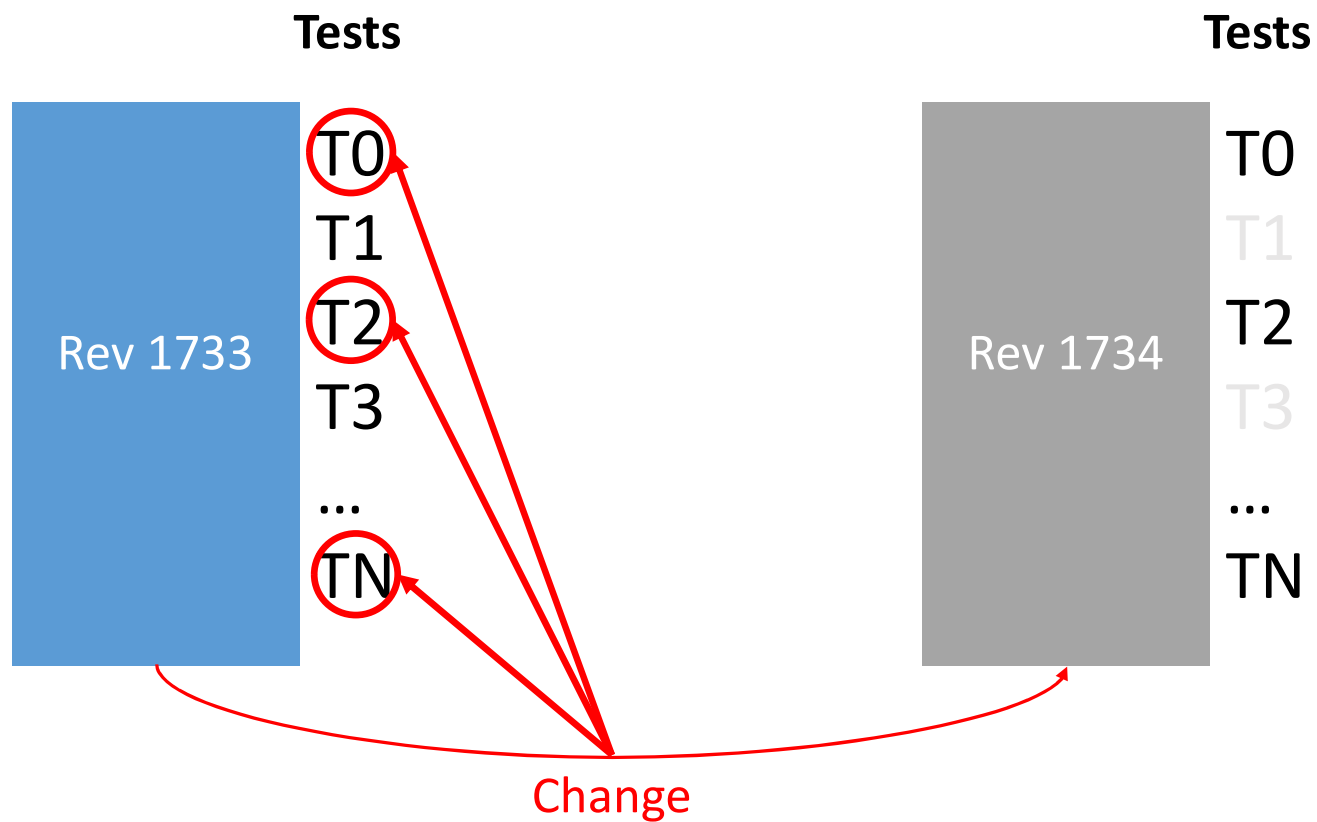 Tests
Rev 1733
T0
T1
T2
T3
...
TN
Change
Tests
Rev 1734
T0
T1
T2
T3
...
TN